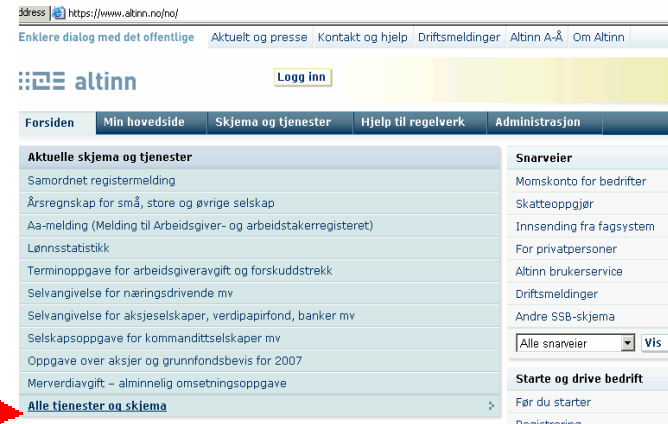 ddress https://www.altinn.no/no/
Enklere dialog med det offentlige Aktuelt og presse Kontakt og hjelp Driftsmeldinger Altinn A-Å Om Altinn
altinn
Logg inn
Forsiden Min hovedside Skjema og tjenester Hjelp til regelverk Administrasjon
Aktuelle skjema og tjenester
Samordnet registermelding
Årsregnskap for små, store og øvrige selskap
Aa-melding (Melding til Arbeidsgiver- og arbeidstakerregisteret)
Lønnsstatistikk
Terminoppgave for arbeidsgiveravgift og forskuddstrekk
Selvangivelse for næringsdrivende mv
Selvangivelse for aksjeselskaper, verdipapirfond, banker mv
Selskapsoppgave for kommandittselskaper mv
Oppgave over aksjer og grunnfondsbevis for 2007
Merverdiavgift – alminnelig omsetningsoppgave
Alle tjenester og skjema
Snarveier
Momskonto for bedrifter
Skatteoppgjør
Innsending fra fagsystem
For privatpersoner
Altinn brukerservice
Driftsmeldinger
Andre SSB-skjema
Alle snarveier Vis
Starte og drive bedrift
Før du starter
Registrering